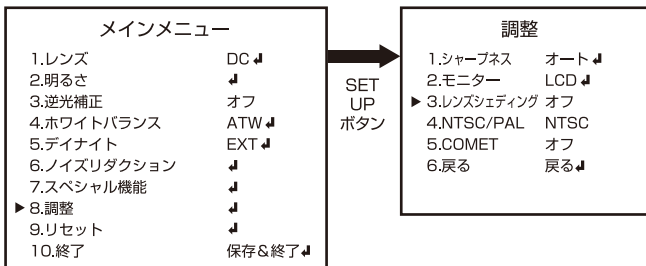 メインメニュー
1.レンズ DC↲
2.明るさ ↲
3.逆光補正 オフ
4.ホワイトバランス ATW↲
5.デイナイト EXT↲
6.ノイズリダクション ↲
7.スペシャル機能 ↲
▶ 8.調整 ↲
9.リセット ↲
10.終了 保存&終了↲
SET
UP
ボタン
調整
1.シャープネス オート↲
2.モニター LCD↲
▶ 3.レンズシェディング オフ
4.NTSC/PAL NTSC
5.COMET オフ
6.戻る 戻る↲